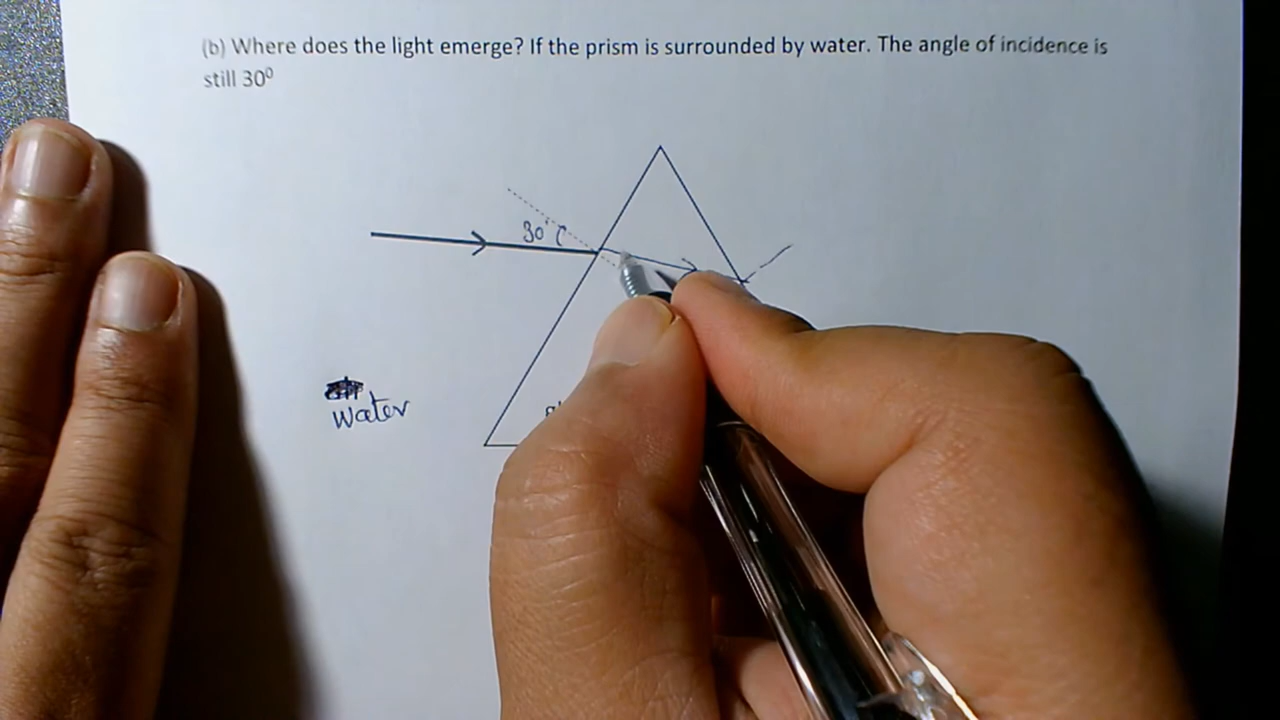 (b) Where does the light emerge? If the prism is surrounded by water. The angle of incidence is
still 30⁰
30°
Water